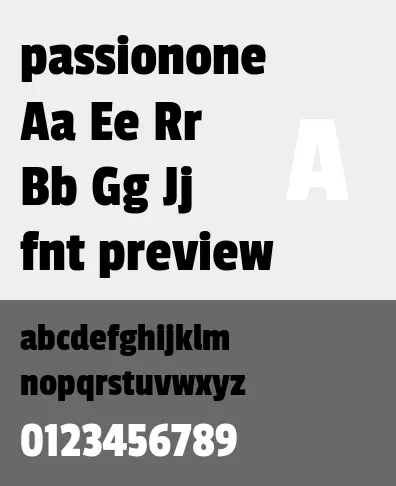 passionone
Aa Ee Rr
A
Bb Gg Jj
fnt preview
abcdefghijklm
nopqrstuvwxyz
0123456789